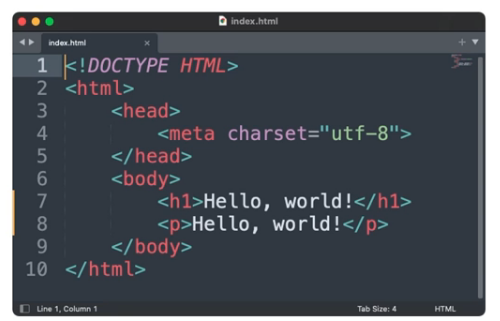 index.html
index.html
1 <!DOCTYPE HTML>
2 <html>
3     <head>
4         <meta charset="utf-8">
5     </head>
6     <body>
7         <h1>Hello, world!</h1>
8         <p>Hello, world!</p>
9     </body>
10 </html>
Line 1, Column 1 Tab Size: 4 HTML